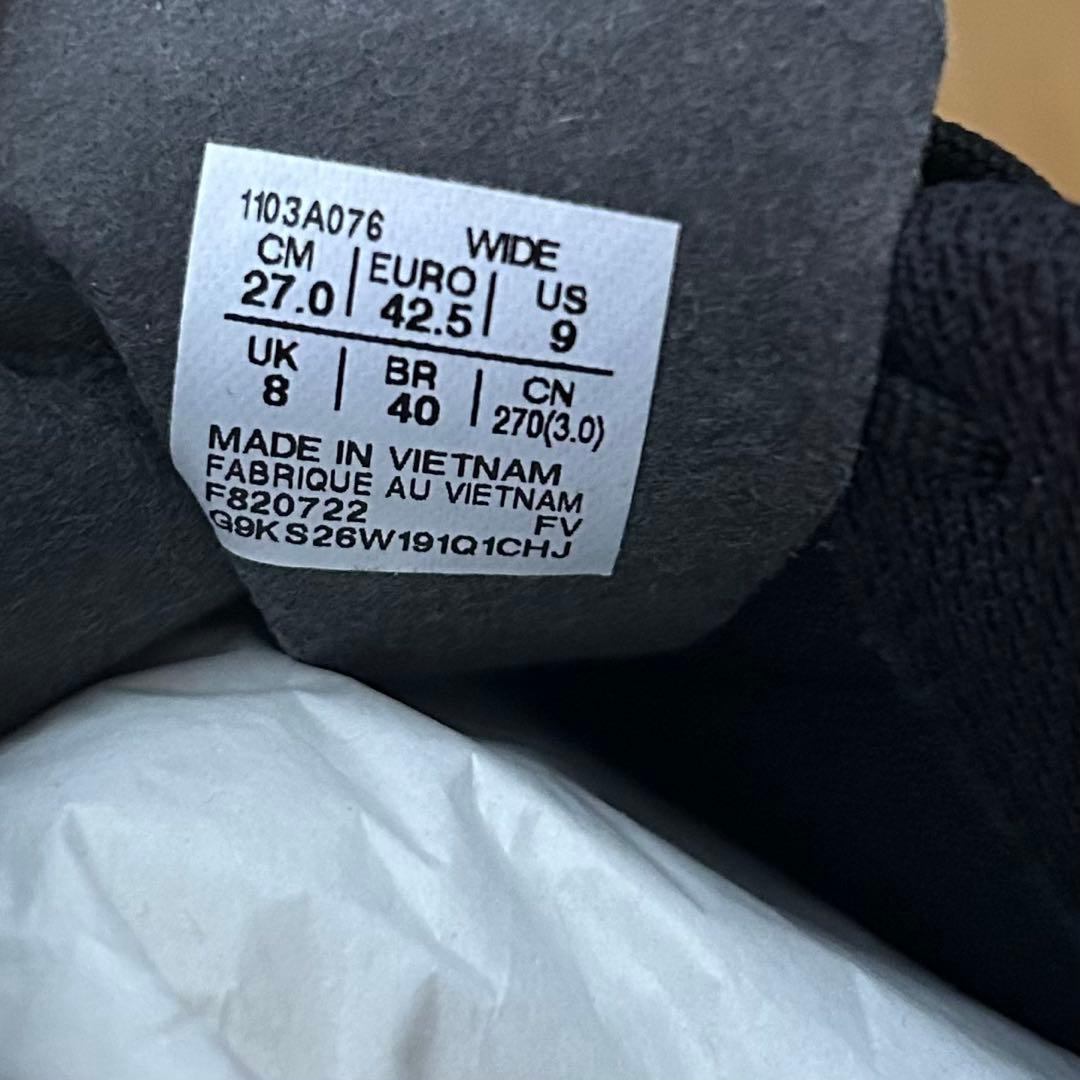 1103A076 WIDE
CM | EURO | US
27.0 | 42.5 | 9
UK | BR | CN
8 | 40 | 270(3.0)
MADE IN VIETNAM
FABRIQUE AU VIETNAM
F820722 FV
G9KS26W191Q1CHJ